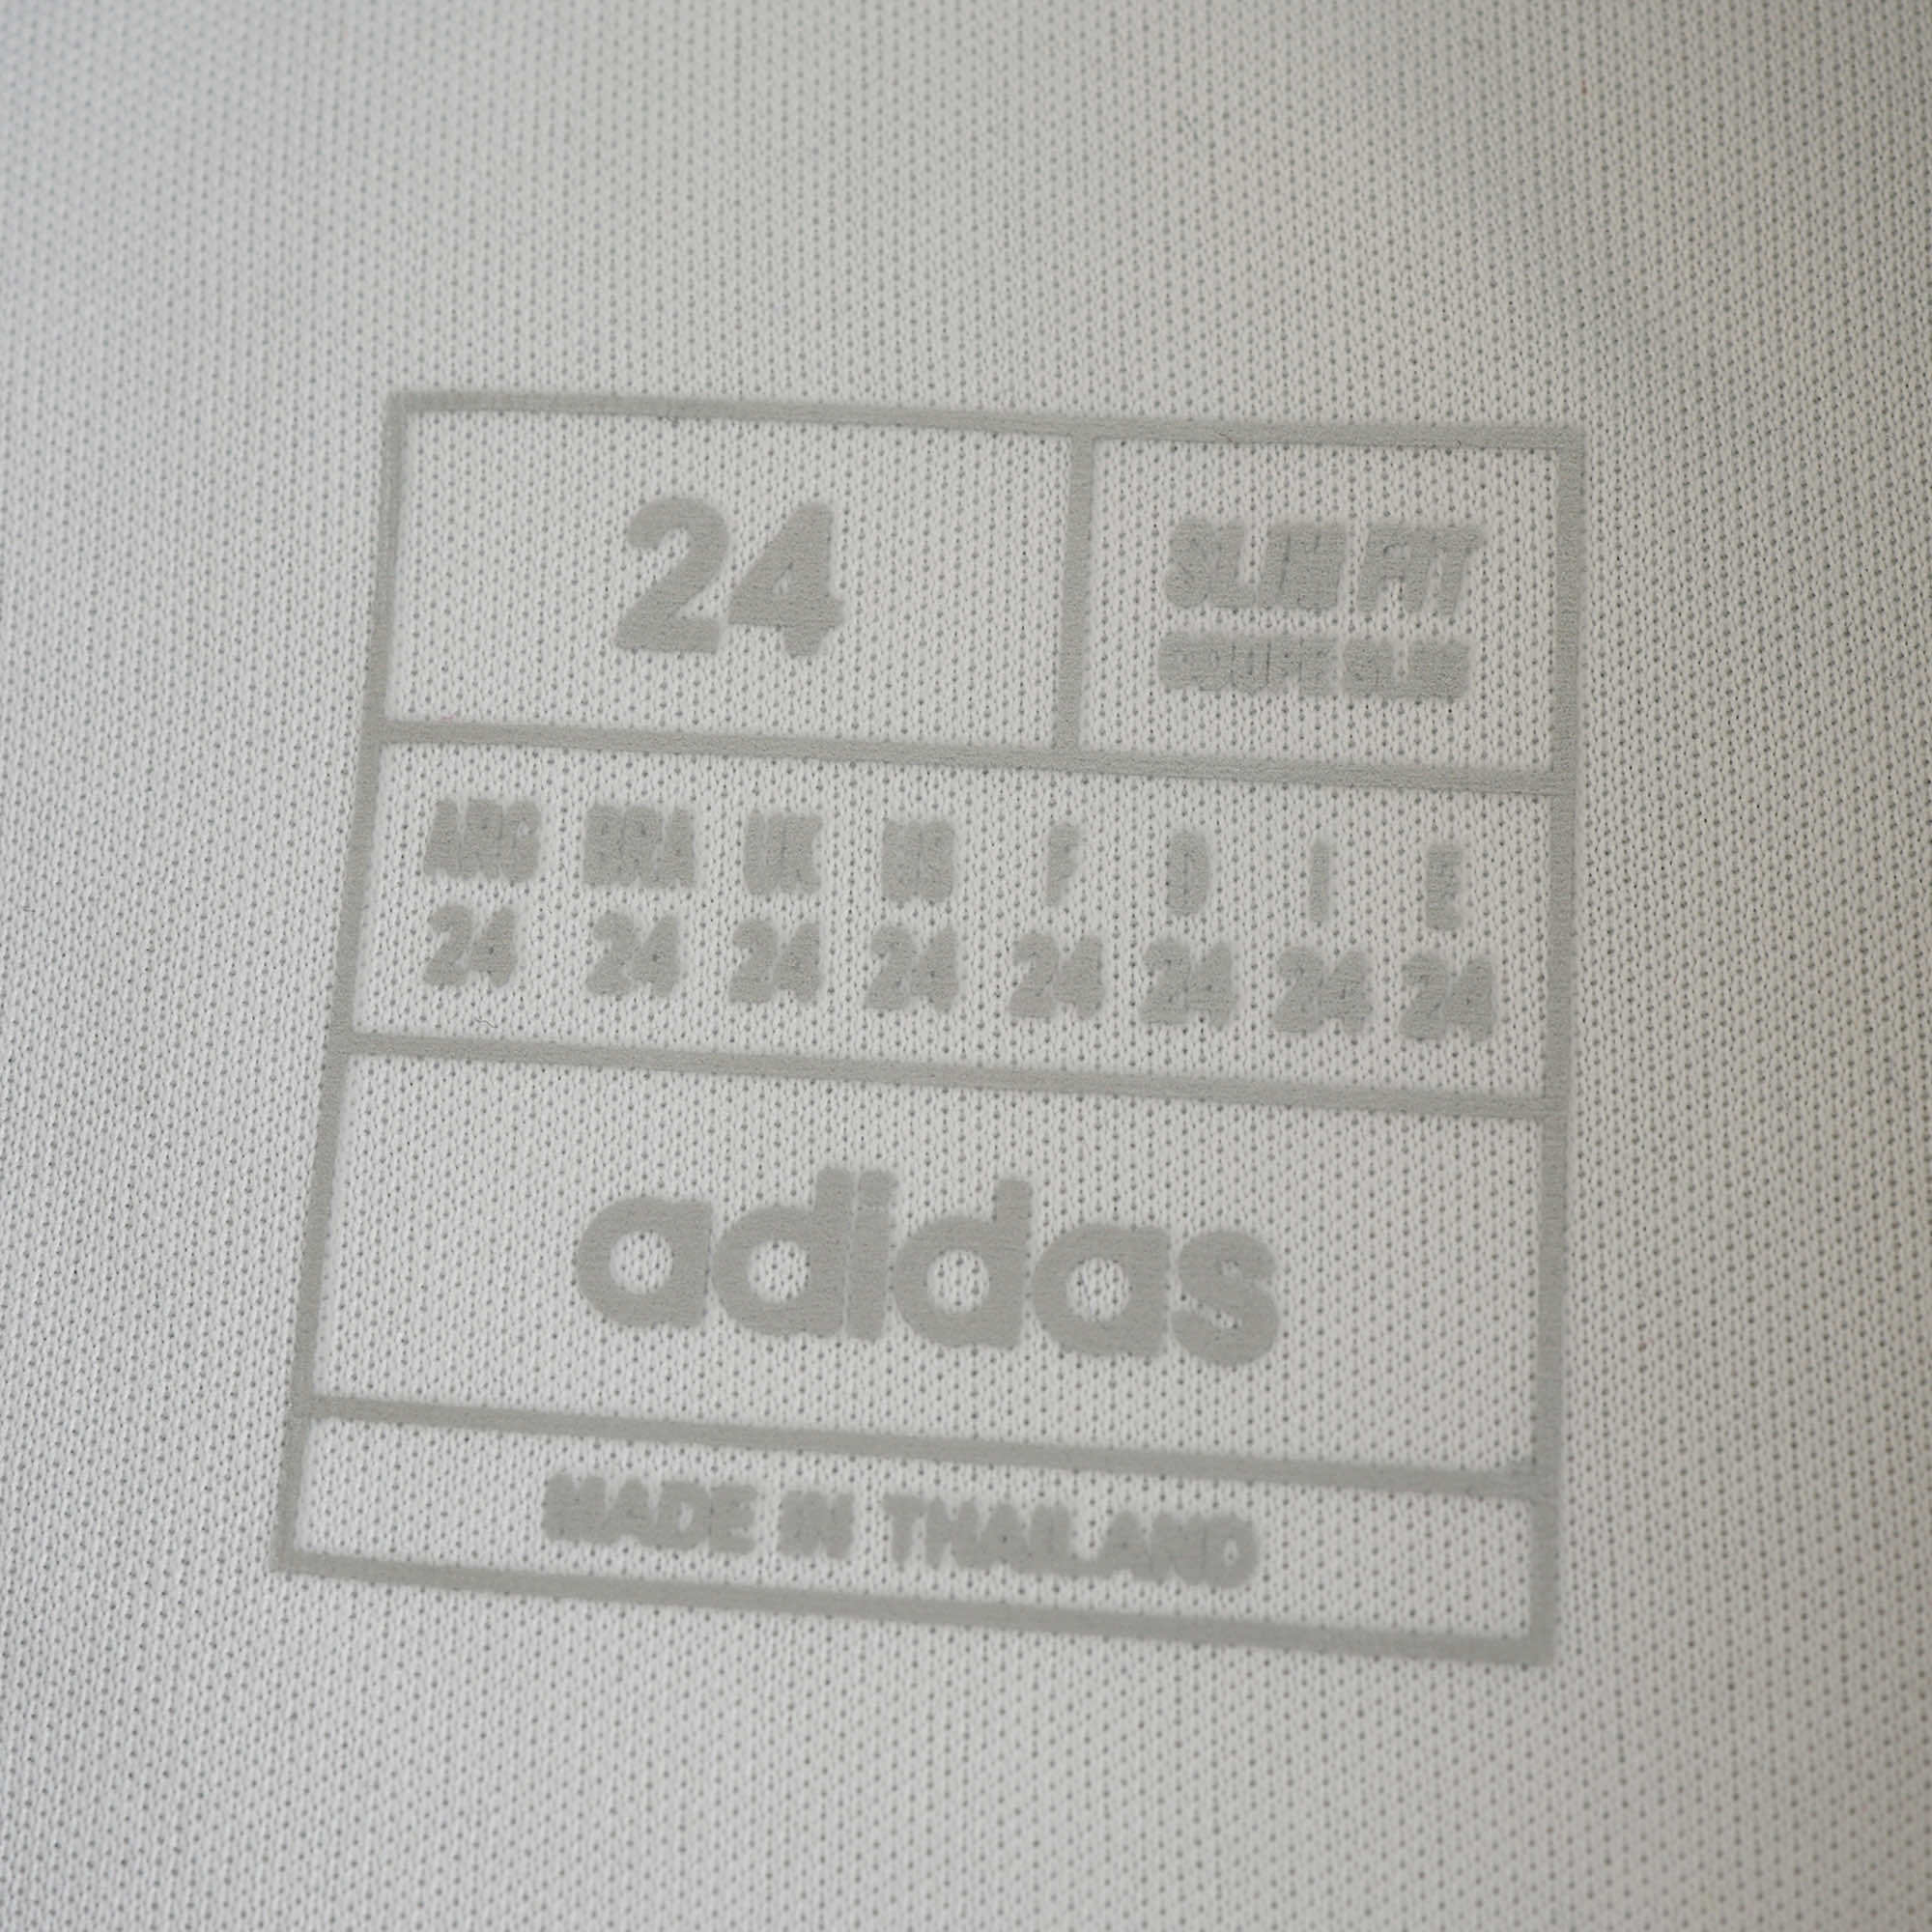 24
SLIM FIT
COUPE SLIM
ARG BRA UK US F D I E
24 24 24 24 24 24 24 24
adidas
MADE IN THAILAND